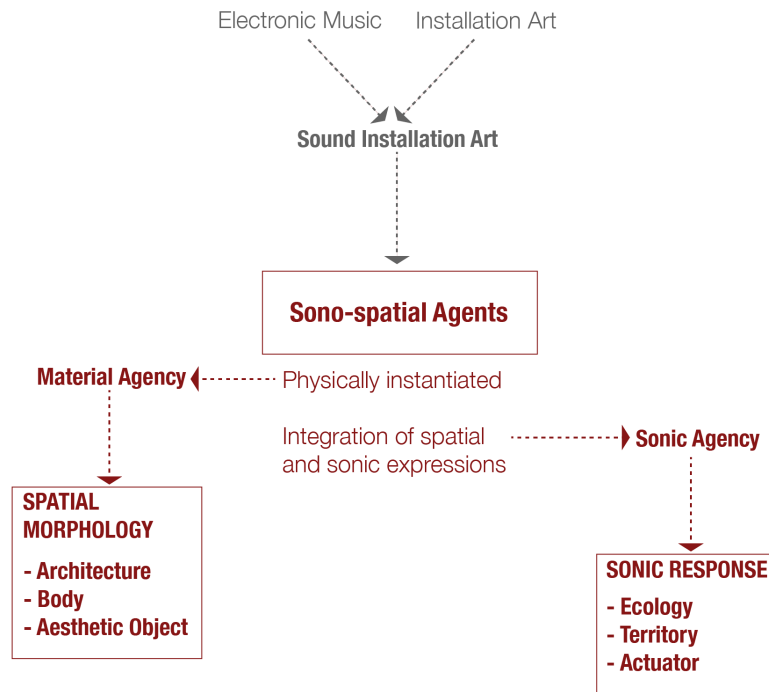 Electronic Music
Installation Art
Sound Installation Art
Sono-spatial Agents
Material Agency
Physically instantiated
Integration of spatial
and sonic expressions
Sonic Agency
SPATIAL
MORPHOLOGY
- Architecture
- Body
- Aesthetic Object
SONIC RESPONSE
- Ecology
- Territory
- Actuator